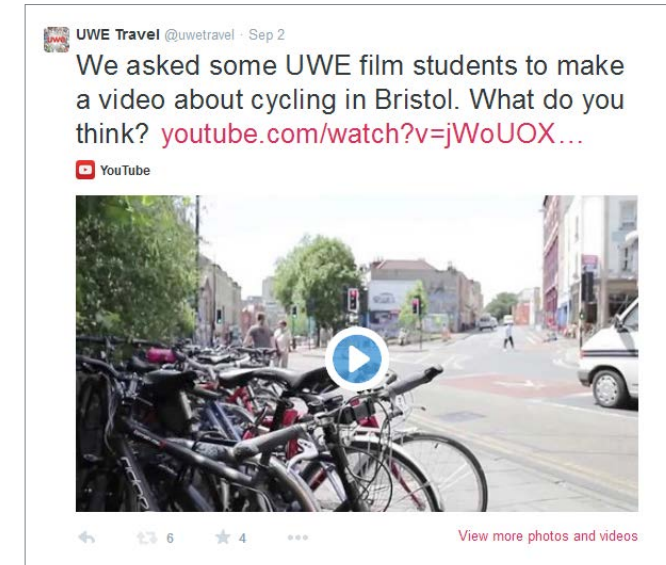 UWE Travel @uwetravel · Sep 2
We asked some UWE film students to make
a video about cycling in Bristol. What do you
think? youtube.com/watch?v=jWoUOX…
YouTube
6 4
View more photos and videos